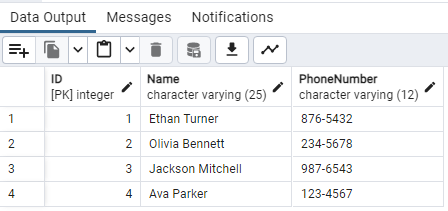 Data Output Messages Notifications
ID Name PhoneNumber
[PK] integer character varying (25) character varying (12)
1 1 Ethan Turner 876-5432
2 2 Olivia Bennett 234-5678
3 3 Jackson Mitchell 987-6543
4 4 Ava Parker 123-4567